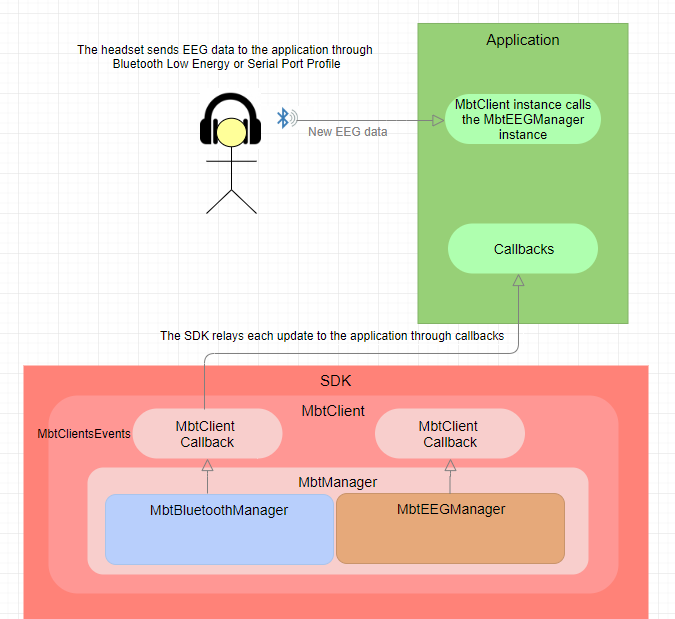 The headset sends EEG data to the application through
Bluetooth Low Energy or Serial Port Profile
Application
MbtClient instance calls
the MbtEEGManager
instance
New EEG data
Callbacks
The SDK relays each update to the application through callbacks
SDK
MbtClient
MbtClientsEvents
MbtClient
Callback
MbtClient
Callback
MbtManager
MbtBluetoothManager
MbtEEGManager